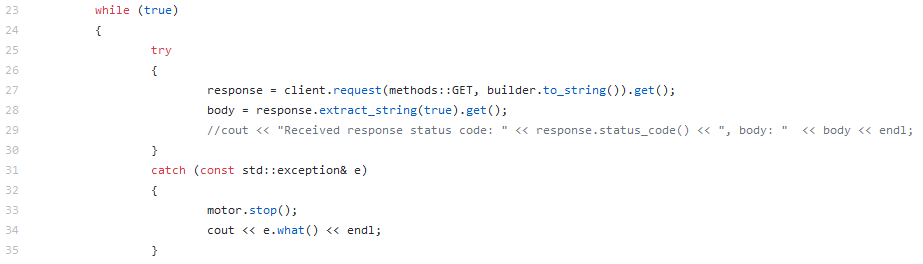 23 while (true)
24 {
25 try
26 {
27 response = client.request(methods::GET, builder.to_string()).get();
28 body = response.extract_string(true).get();
29 //cout << "Received response status code: " << response.status_code() << ", body: "  << body << endl;
30 }
31 catch (const std::exception& e)
32 {
33 motor.stop();
34 cout << e.what() << endl;
35 }